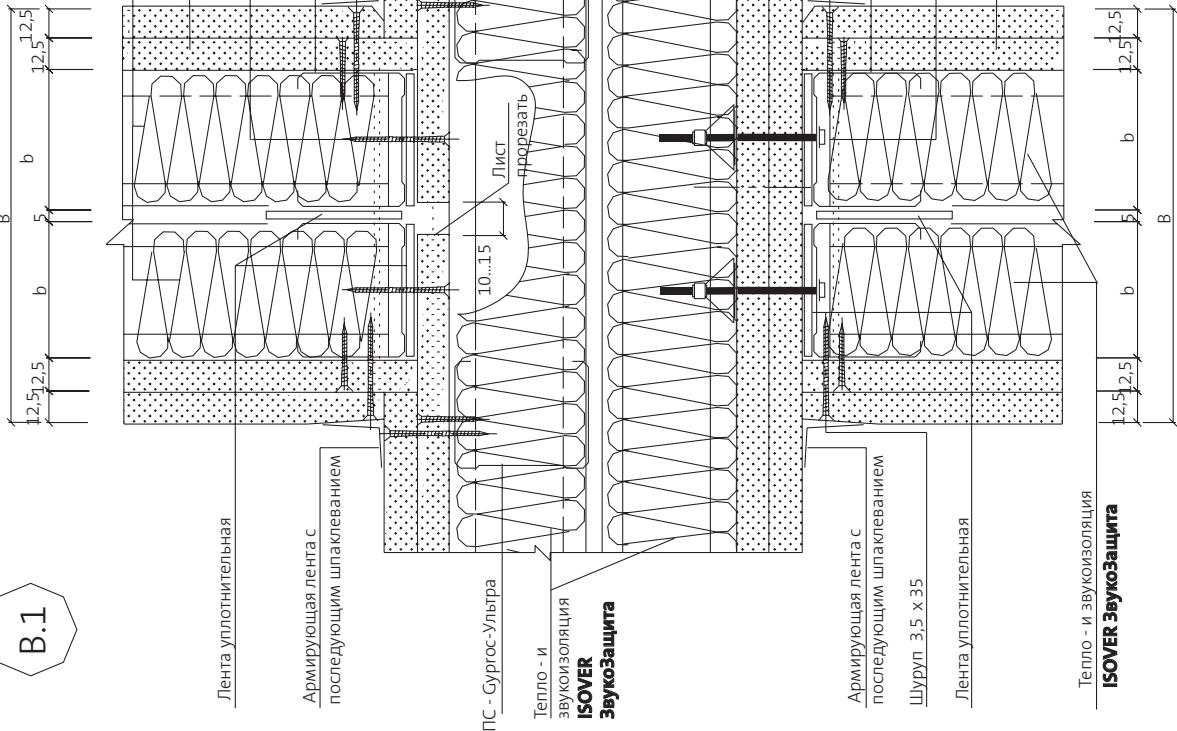 B.1
12,5
12,5
b
5
b
12,5
12,5
B
Лист
прорезать
10...15
Лента уплотнительная
Армирующая лента с
последующим шпаклеванием
ПС - Gyproc-Ультра
Тепло - и
звукоизоляция
ISOVER
ЗвукоЗащита
Армирующая лента с
последующим шпаклеванием
Шуруп 3,5 x 35
Лента уплотнительная
Тепло - и звукоизоляция
ISOVER ЗвукоЗащита
12,5
12,5
b
5
b
12,5
12,5
B